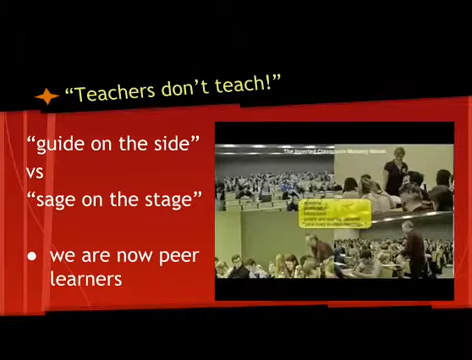 “Teachers don’t teach!”
“guide on the side”
vs
“sage on the stage”
● we are now peer
learners
The Inverted Classroom Mastery Model